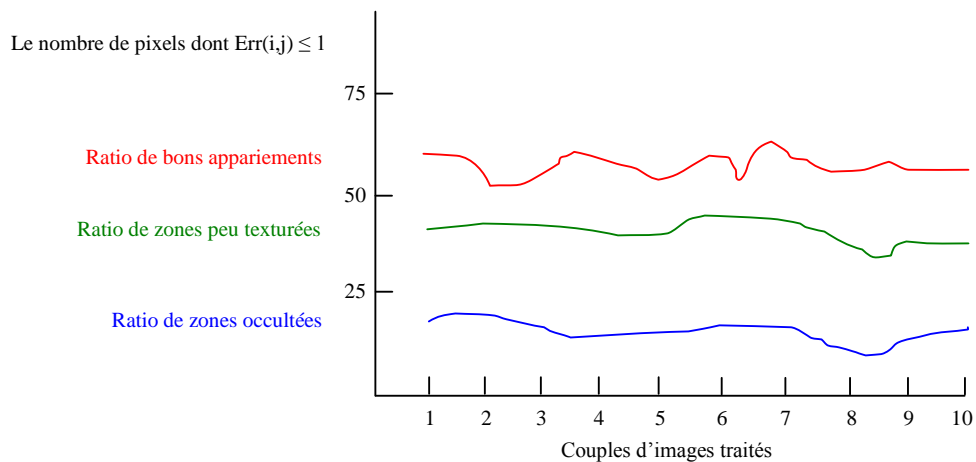 Le nombre de pixels dont Err(i,j) ≤ 1
75
Ratio de bons appariements
50
Ratio de zones peu texturées
25
Ratio de zones occultées
1 2 3 4 5 6 7 8 9 10
Couples d’images traités